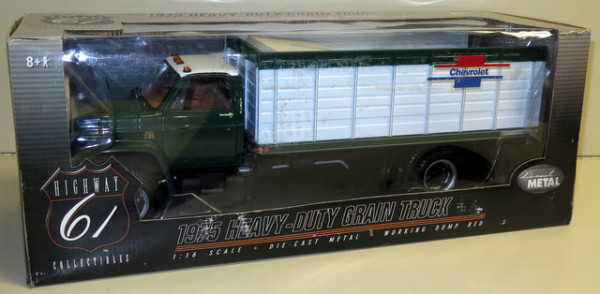 1975 HEAVY-DUTY GRAIN TRUCK
8+
Chevrolet
HIGHWAY
61
COLLECTIBLES
METAL
1975 HEAVY-DUTY GRAIN TRUCK
1:16 SCALE - DIE-CAST METAL - WORKING DUMP BED